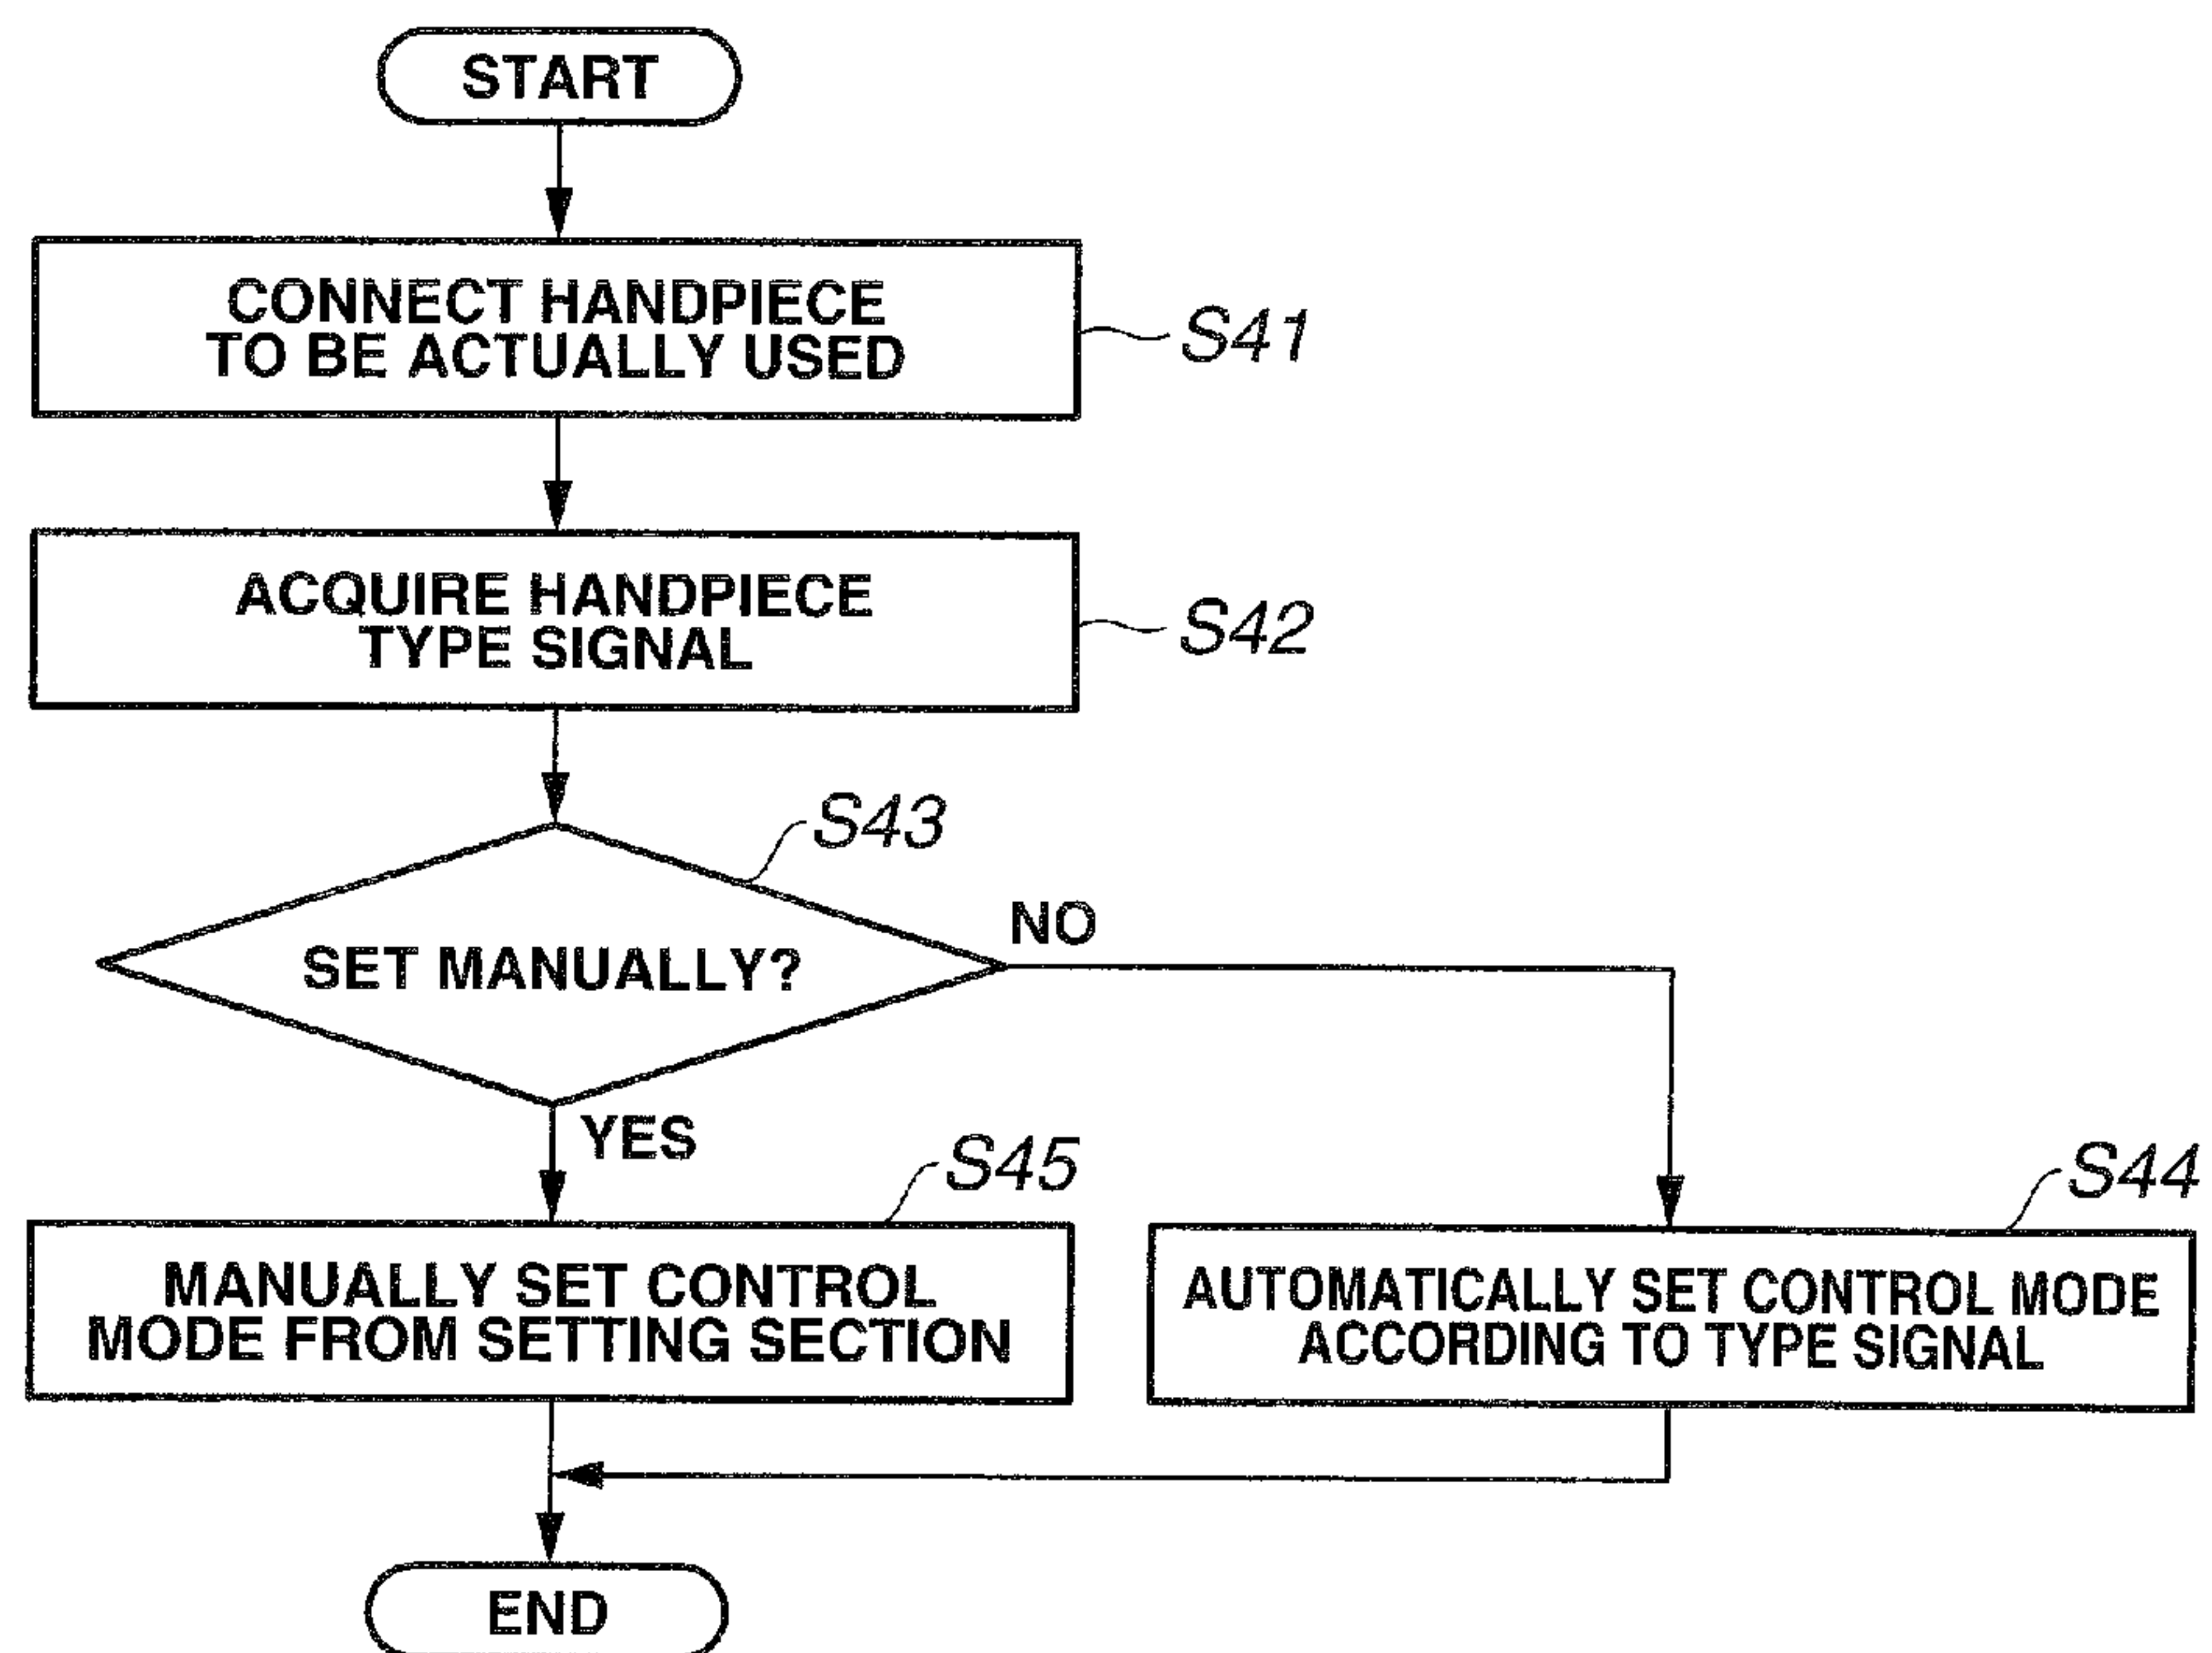 START
CONNECT HANDPIECE
TO BE ACTUALLY USED
S41
ACQUIRE HANDPIECE
TYPE SIGNAL
S42
S43
SET MANUALLY?
NO
YES
S45
MANUALLY SET CONTROL
MODE FROM SETTING SECTION
S44
AUTOMATICALLY SET CONTROL MODE
ACCORDING TO TYPE SIGNAL
END